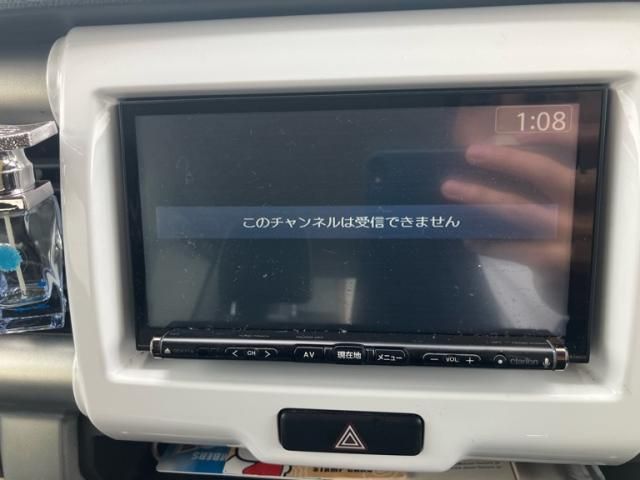 1:08
このチャンネルは受信できません
< CH > AV 現在地 メニュー − VOL + clarion